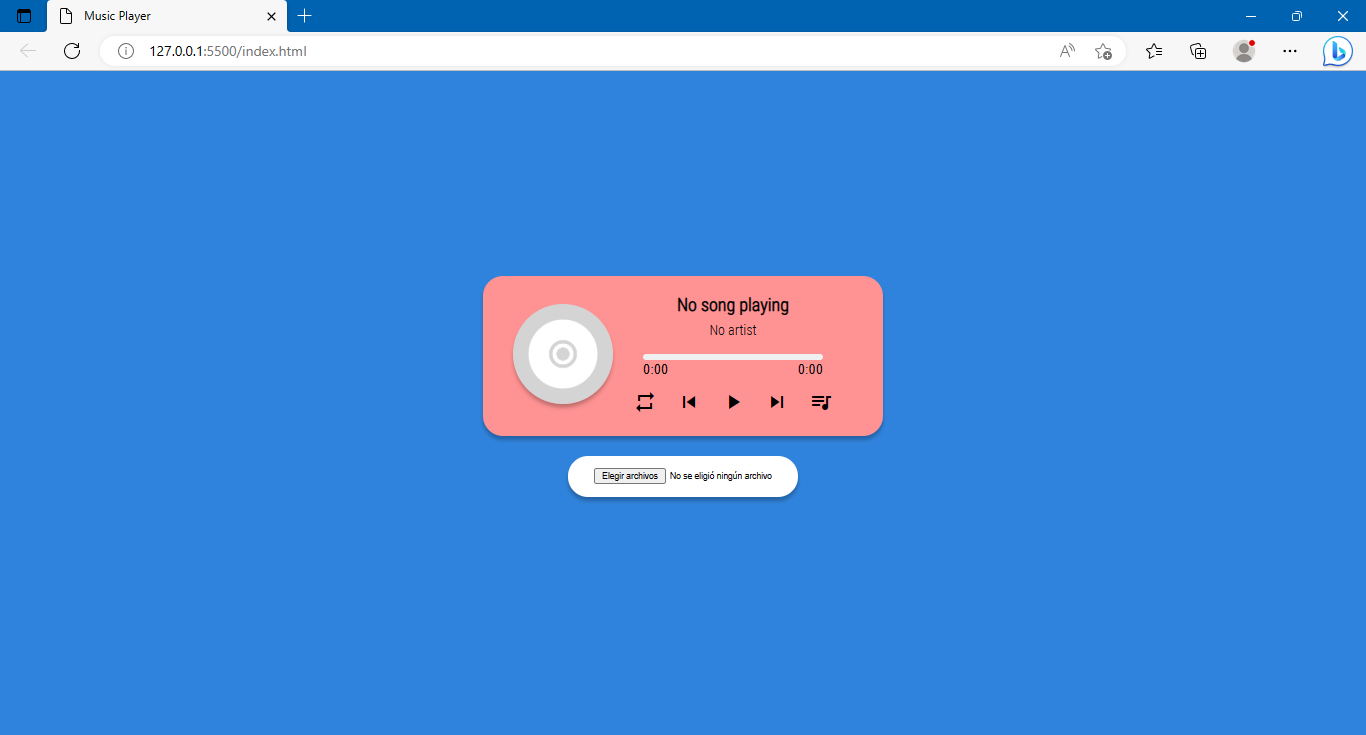 Music Player
127.0.0.1:5500/index.html
No song playing
No artist
0:00 0:00
Elegir archivos No se eligió ningún archivo